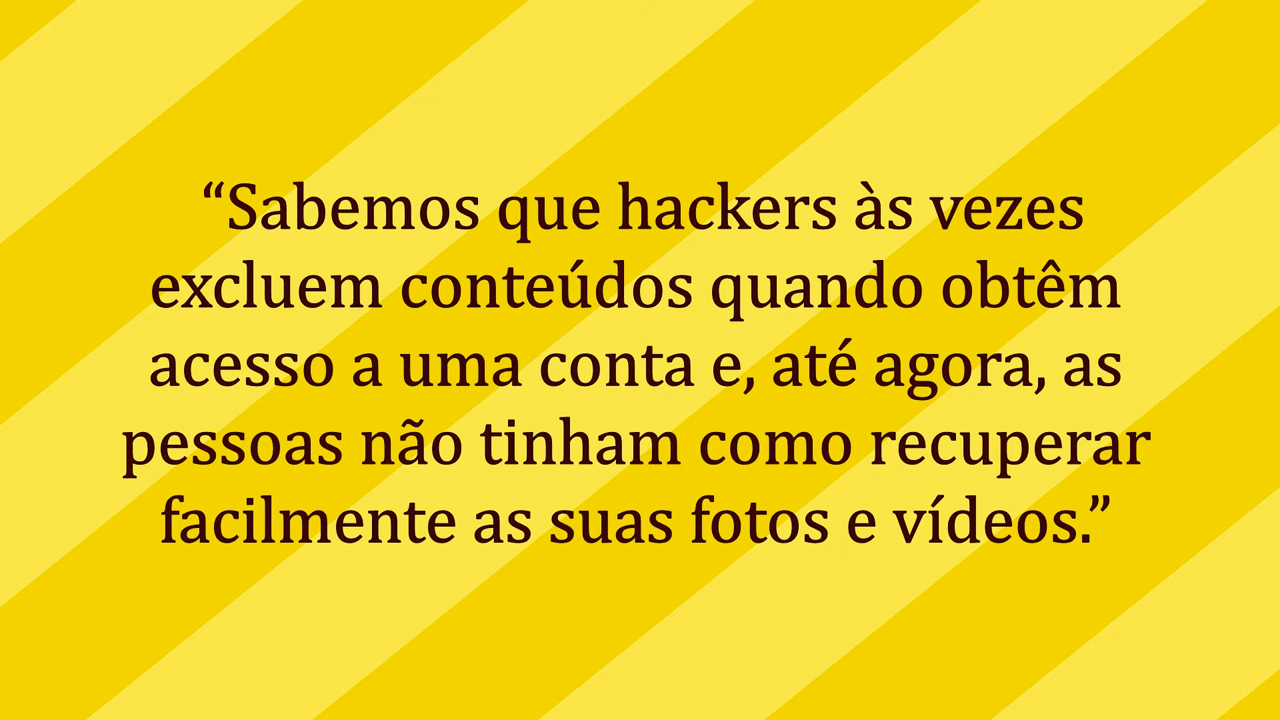 “Sabemos que hackers às vezes
excluem conteúdos quando obtêm
acesso a uma conta e, até agora, as
pessoas não tinham como recuperar
facilmente as suas fotos e vídeos.”